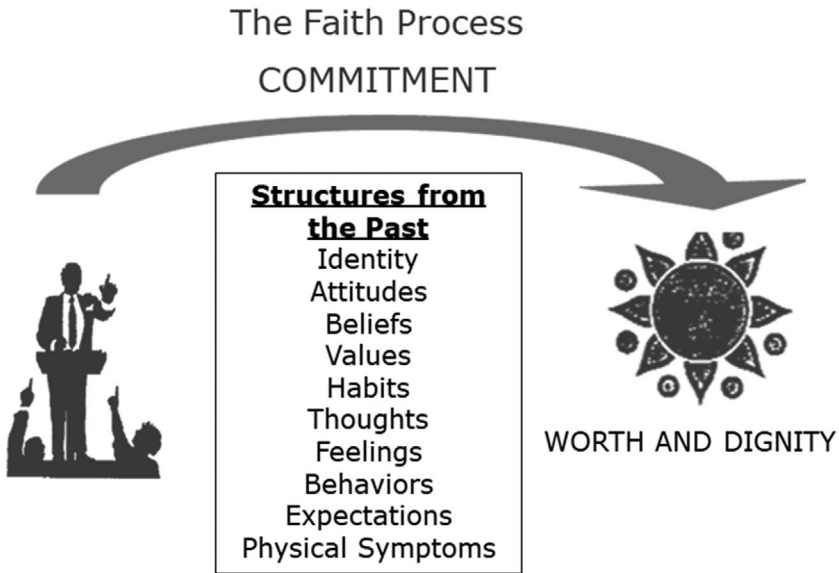 The Faith Process
COMMITMENT
Structures from
the Past
Identity
Attitudes
Beliefs
Values
Habits
Thoughts
Feelings
Behaviors
Expectations
Physical Symptoms
WORTH AND DIGNITY